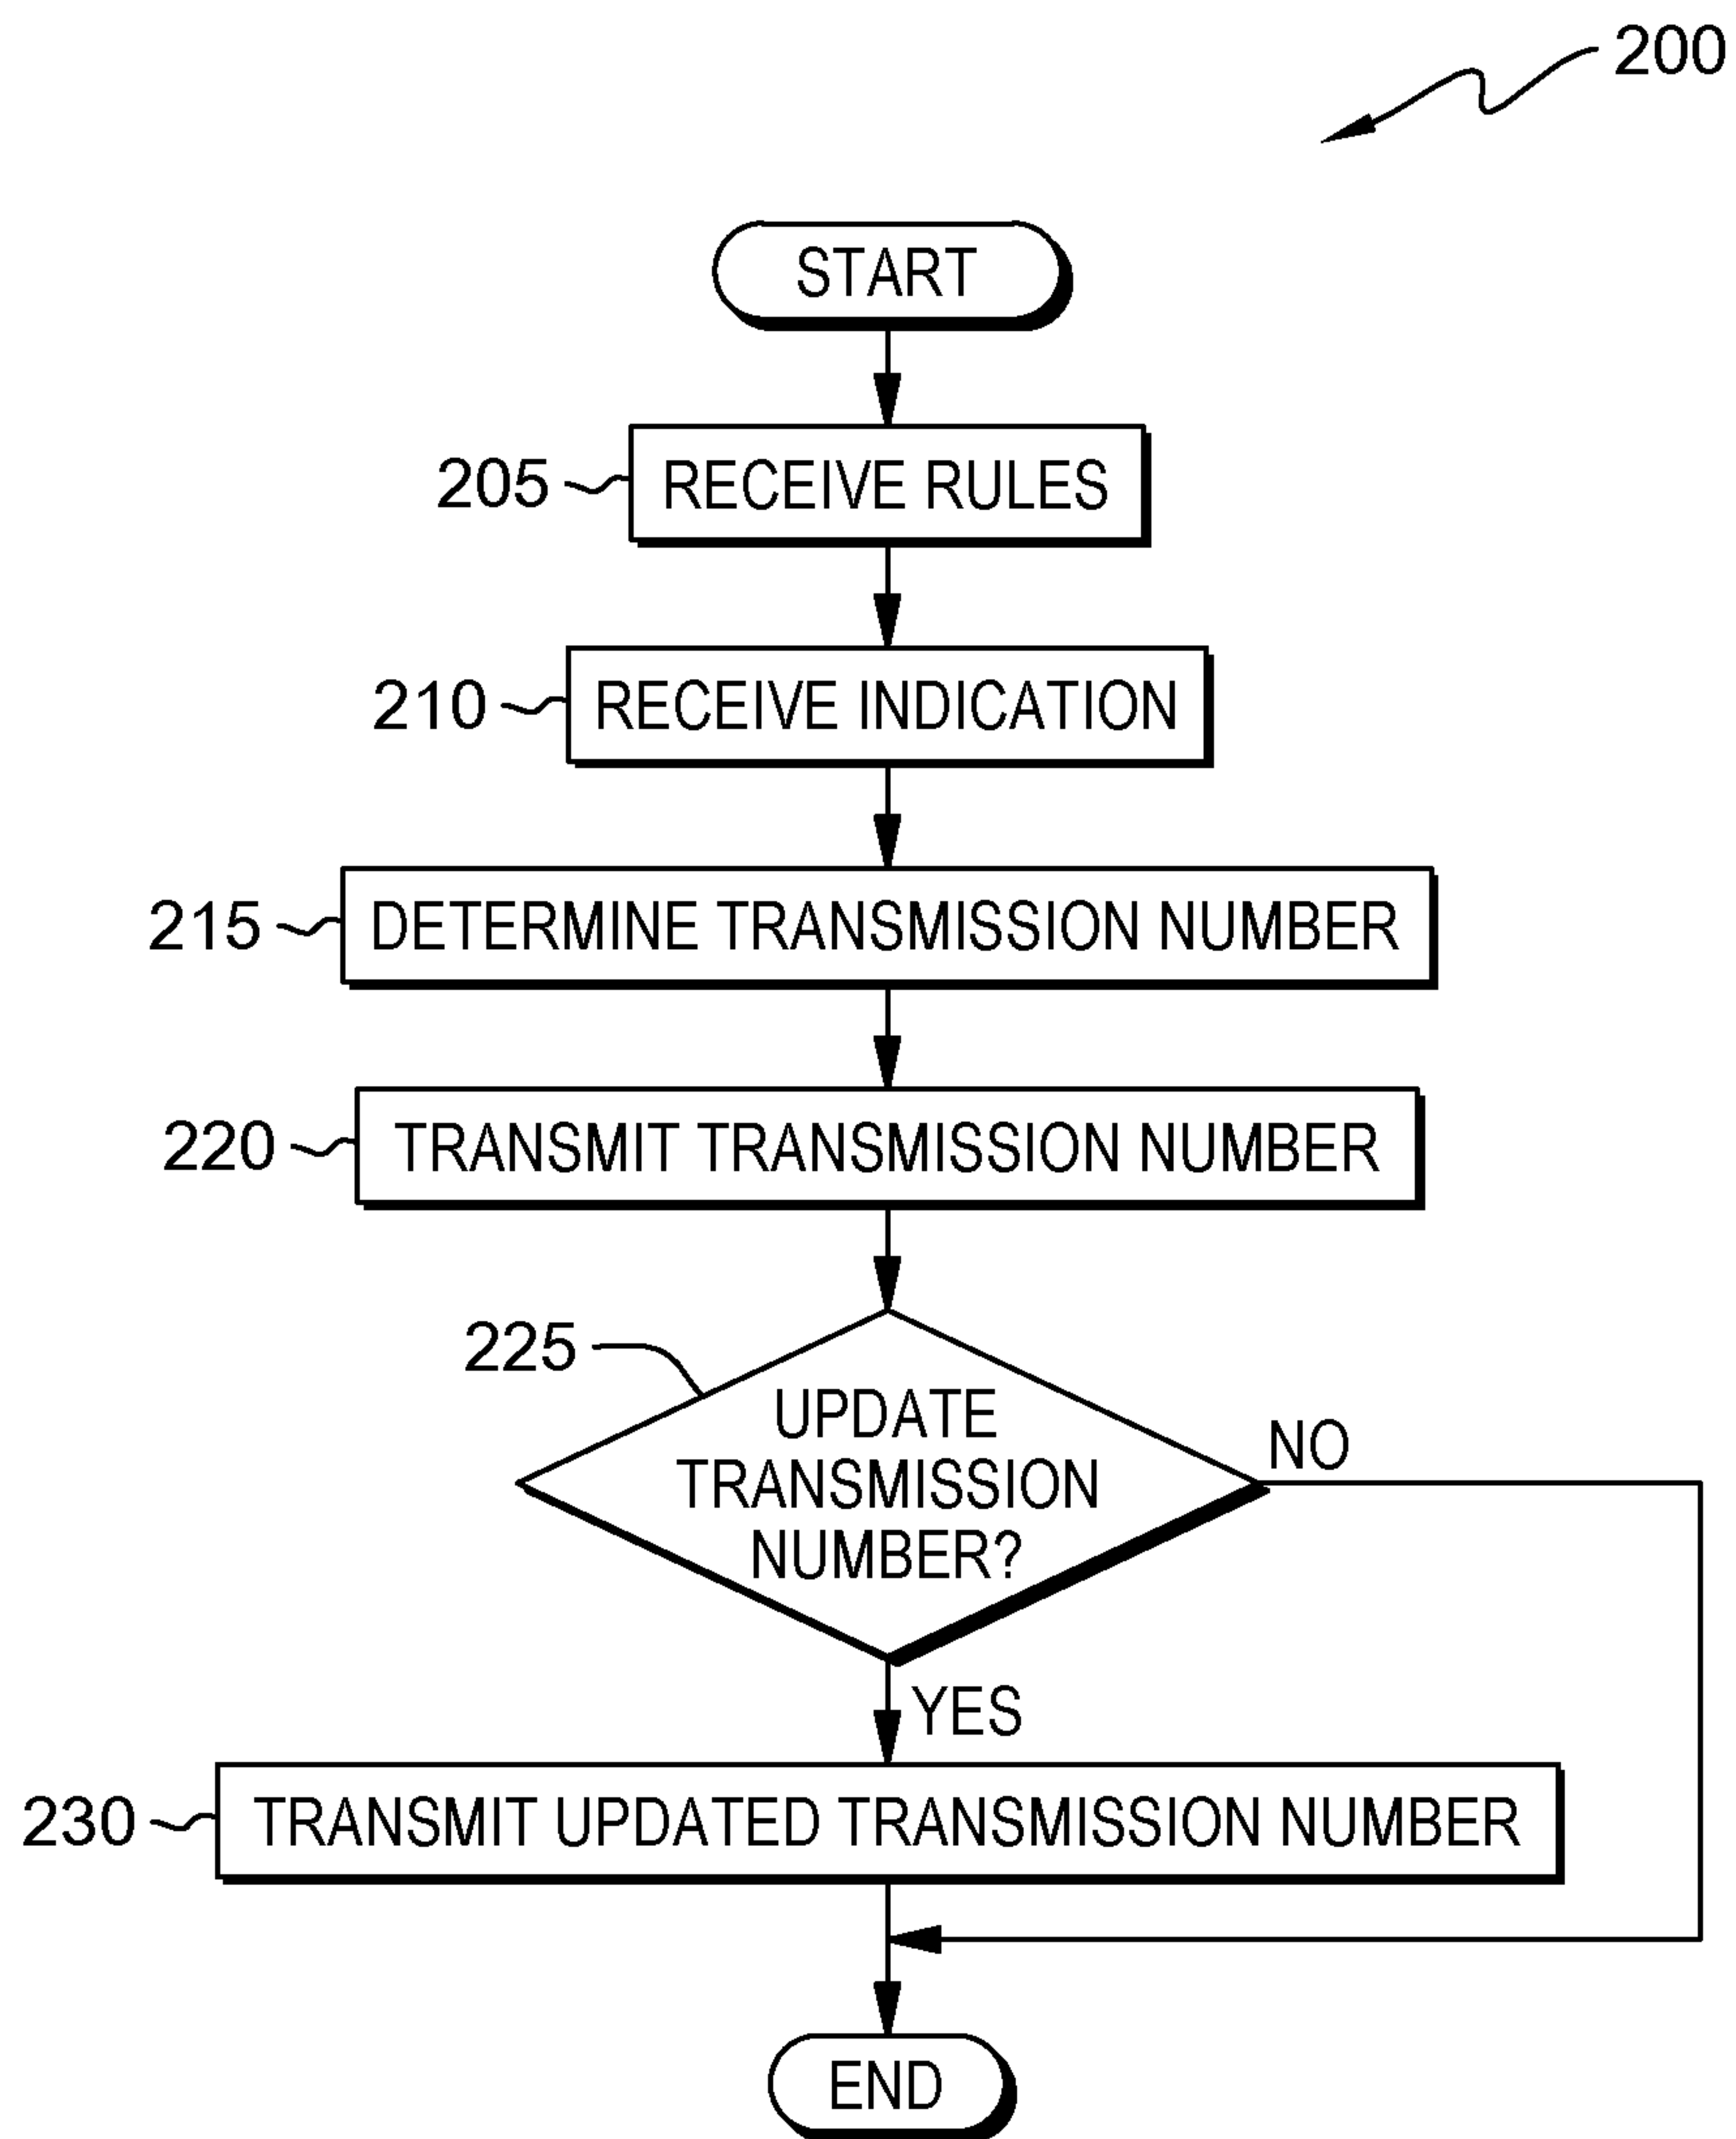 200
START
205 RECEIVE RULES
210 RECEIVE INDICATION
215 DETERMINE TRANSMISSION NUMBER
220 TRANSMIT TRANSMISSION NUMBER
225
UPDATE
TRANSMISSION
NUMBER?
NO
YES
230 TRANSMIT UPDATED TRANSMISSION NUMBER
END